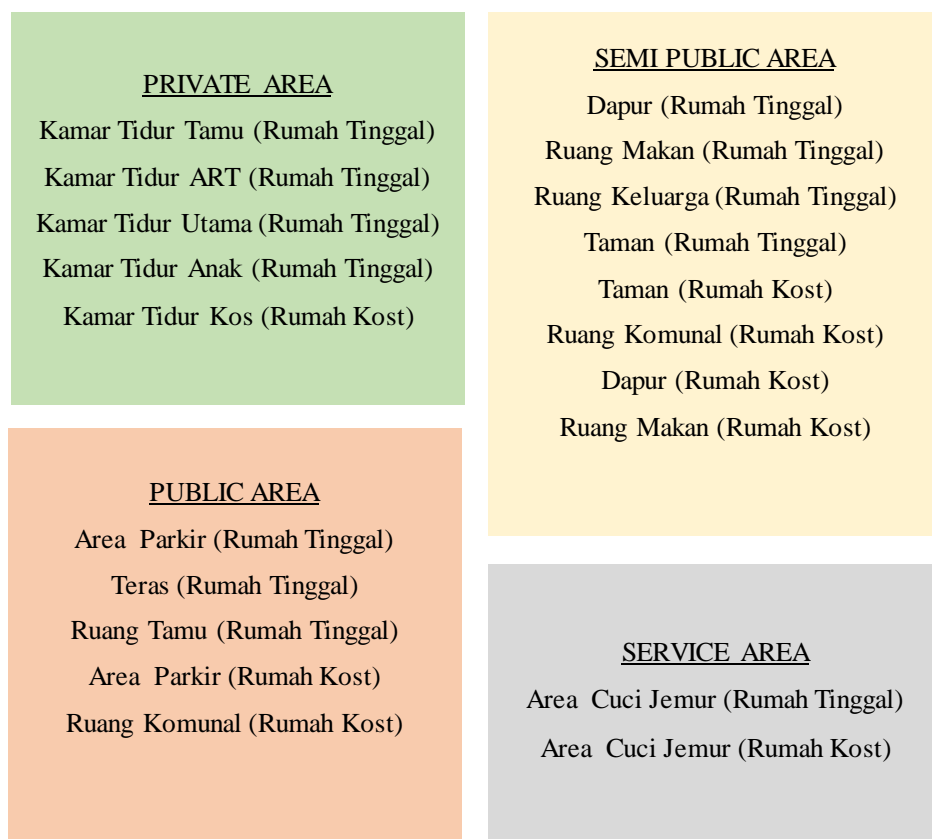 PRIVATE AREA
Kamar Tidur Tamu (Rumah Tinggal)
Kamar Tidur ART (Rumah Tinggal)
Kamar Tidur Utama (Rumah Tinggal)
Kamar Tidur Anak (Rumah Tinggal)
Kamar Tidur Kos (Rumah Kost)
SEMI PUBLIC AREA
Dapur (Rumah Tinggal)
Ruang Makan (Rumah Tinggal)
Ruang Keluarga (Rumah Tinggal)
Taman (Rumah Tinggal)
Taman (Rumah Kost)
Ruang Komunal (Rumah Kost)
Dapur (Rumah Kost)
Ruang Makan (Rumah Kost)
PUBLIC AREA
Area Parkir (Rumah Tinggal)
Teras (Rumah Tinggal)
Ruang Tamu (Rumah Tinggal)
Area Parkir (Rumah Kost)
Ruang Komunal (Rumah Kost)
SERVICE AREA
Area Cuci Jemur (Rumah Tinggal)
Area Cuci Jemur (Rumah Kost)